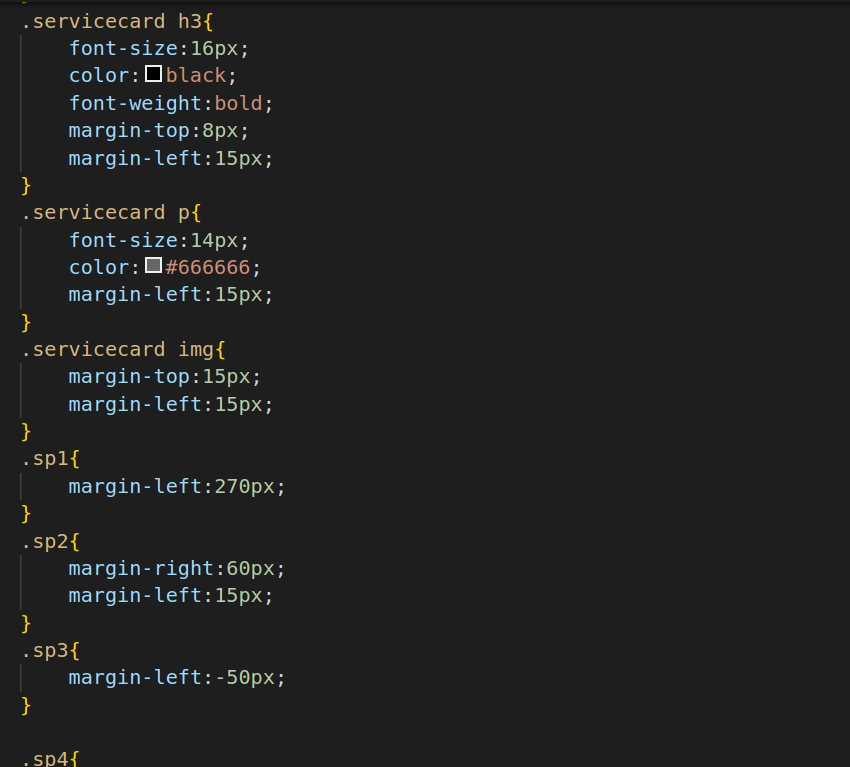 .servicecard h3{
font-size:16px;
color:black;
font-weight:bold;
margin-top:8px;
margin-left:15px;
}
.servicecard p{
font-size:14px;
color:#666666;
margin-left:15px;
}
.servicecard img{
margin-top:15px;
margin-left:15px;
}
.sp1{
margin-left:270px;
}
.sp2{
margin-right:60px;
margin-left:15px;
}
.sp3{
margin-left:-50px;
}
.sp4{